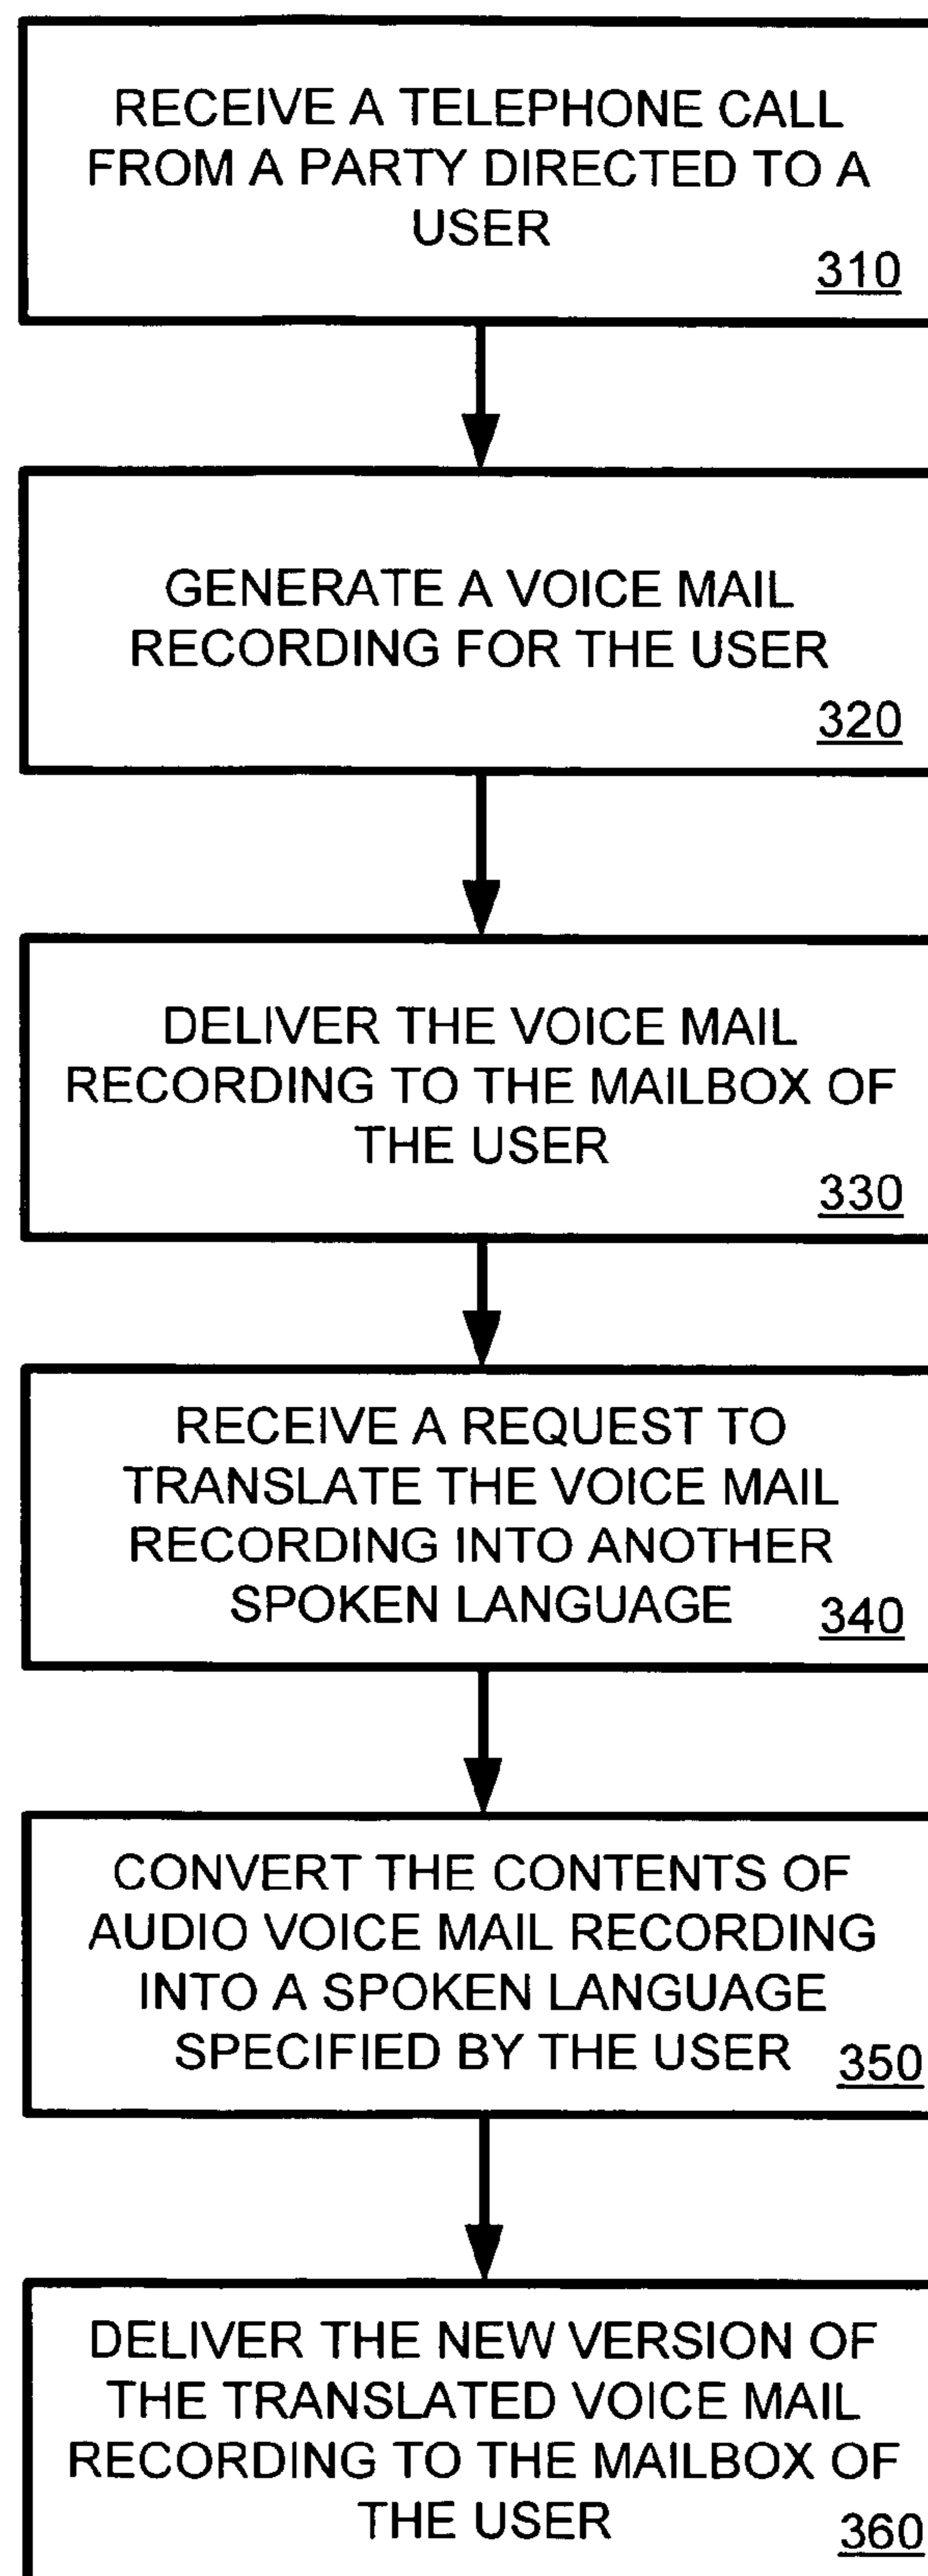 RECEIVE A TELEPHONE CALL
FROM A PARTY DIRECTED TO A
USER
310
GENERATE A VOICE MAIL
RECORDING FOR THE USER
320
DELIVER THE VOICE MAIL
RECORDING TO THE MAILBOX OF
THE USER
330
RECEIVE A REQUEST TO
TRANSLATE THE VOICE MAIL
RECORDING INTO ANOTHER
SPOKEN LANGUAGE
340
CONVERT THE CONTENTS OF
AUDIO VOICE MAIL RECORDING
INTO A SPOKEN LANGUAGE
SPECIFIED BY THE USER
350
DELIVER THE NEW VERSION OF
THE TRANSLATED VOICE MAIL
RECORDING TO THE MAILBOX OF
THE USER
360